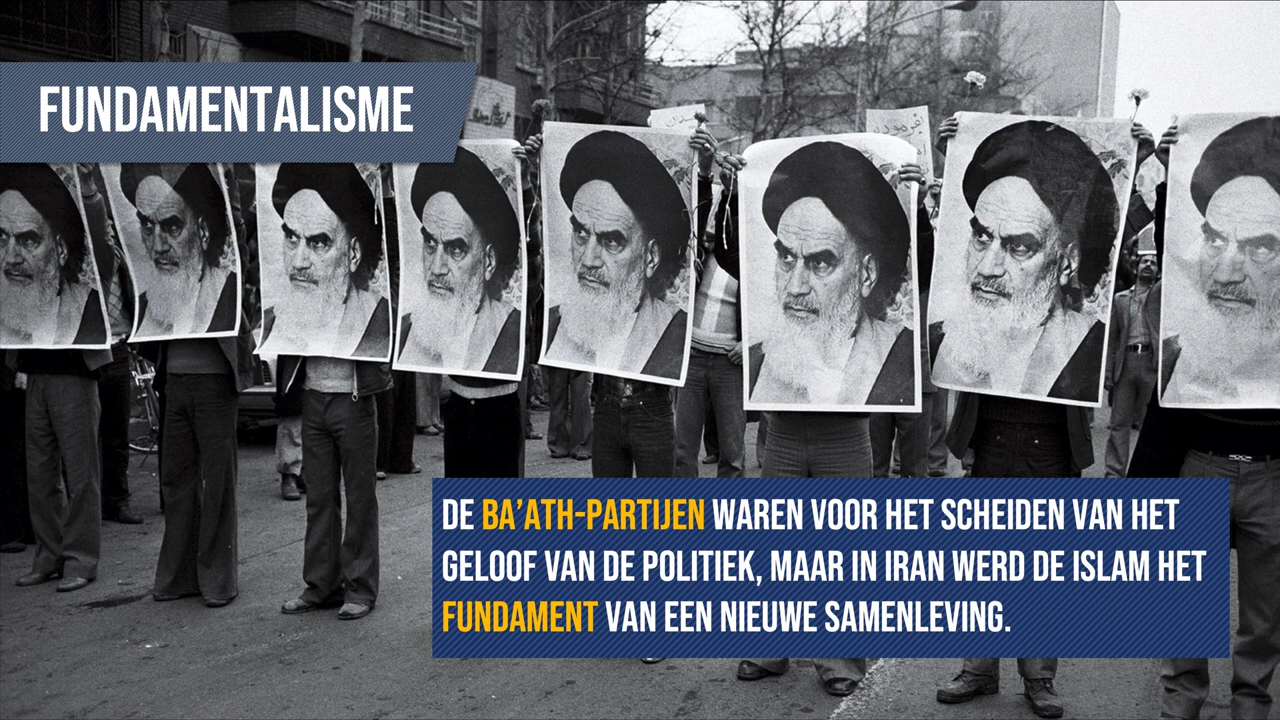 FUNDAMENTALISME
DE BA'ATH-PARTIJEN WAREN VOOR HET SCHEIDEN VAN HET
GELOOF VAN DE POLITIEK, MAAR IN IRAN WERD DE ISLAM HET
FUNDAMENT VAN EEN NIEUWE SAMENLEVING.